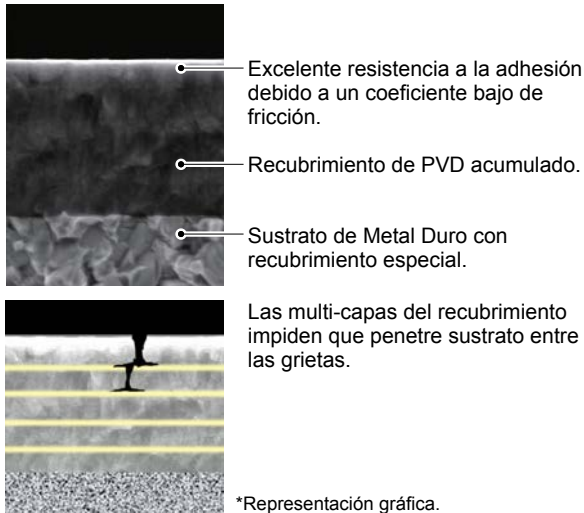 Excelente resistencia a la adhesión
debido a un coeficiente bajo de
fricción.
Recubrimiento de PVD acumulado.
Sustrato de Metal Duro con
recubrimiento especial.
Las multi-capas del recubrimiento
impiden que penetre sustrato entre
las grietas.
*Representación gráfica.